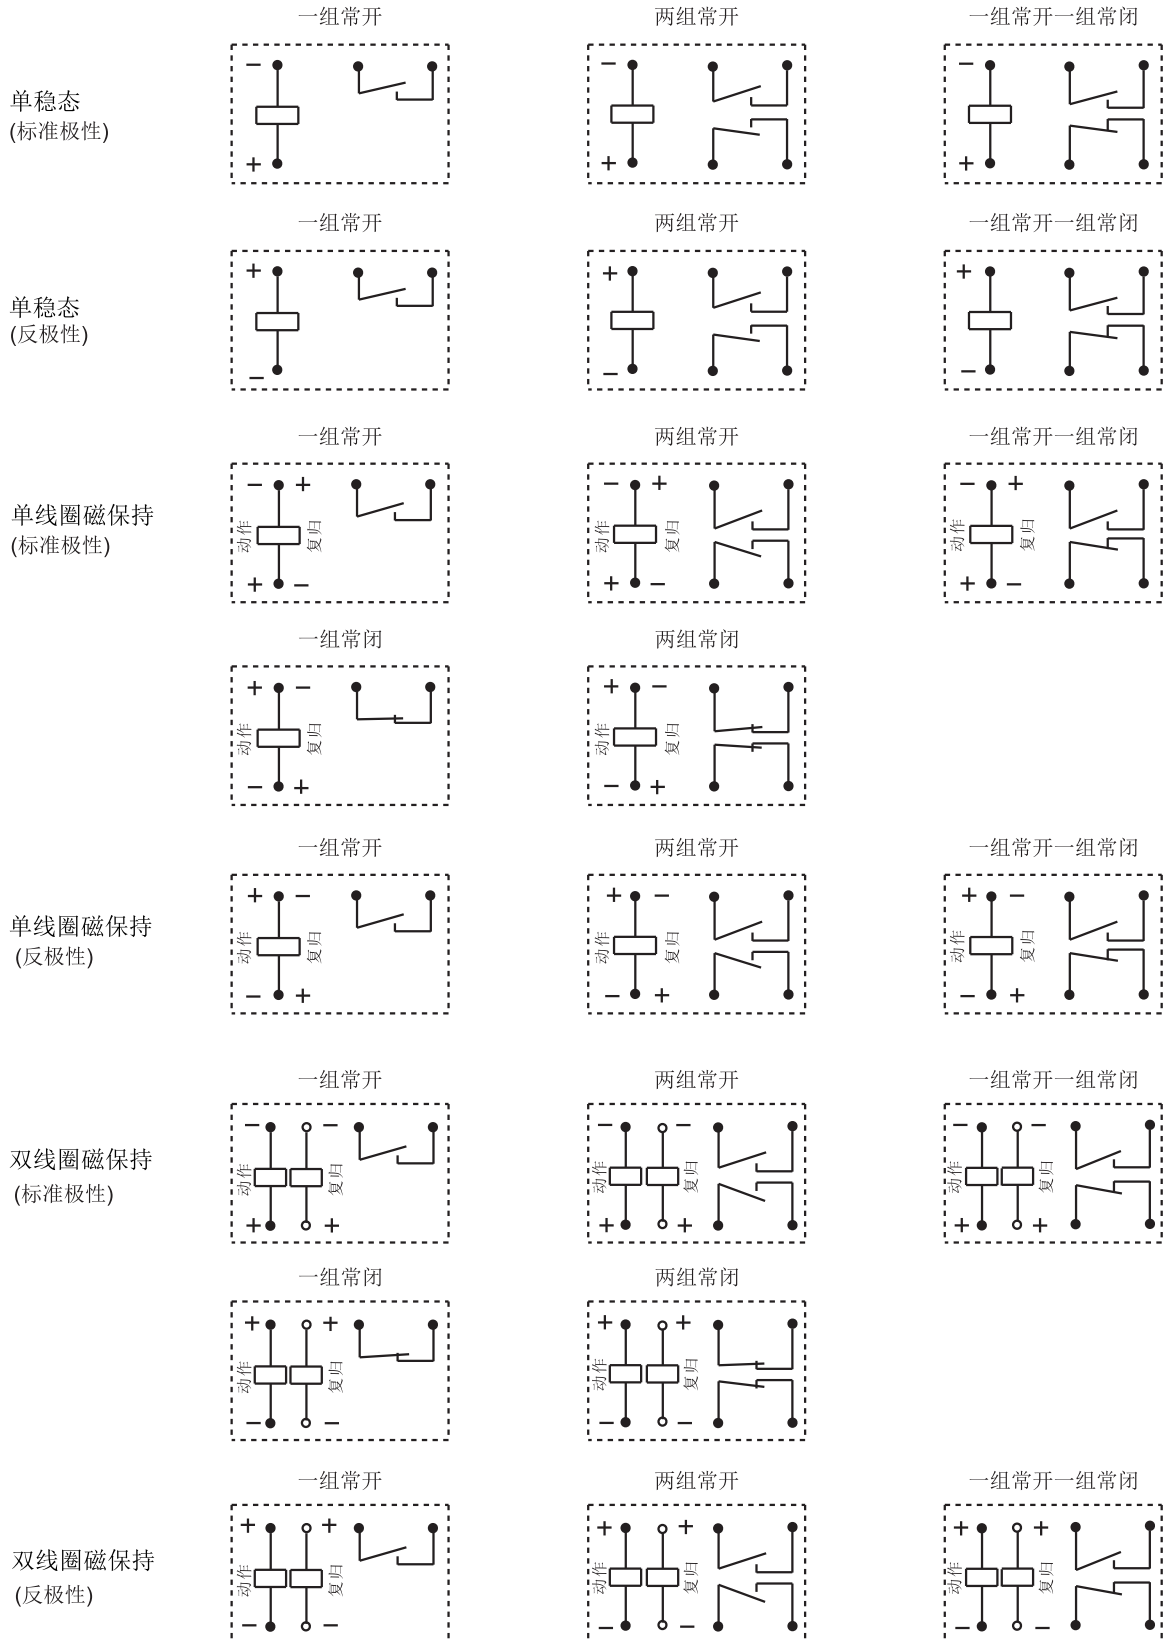 一组常开 两组常开 一组常开一组常闭
单稳态
(标准极性)
− − −
+ + +
一组常开 两组常开 一组常开一组常闭
单稳态
(反极性)
+ + +
− − −
一组常开 两组常开 一组常开一组常闭
单线圈磁保持
(标准极性)
− + − + − +
动作 复归 动作 复归 动作 复归
+ − + − + −
一组常闭 两组常闭
+ − + −
动作 复归 动作 复归
− + − +
一组常开 两组常开 一组常开一组常闭
单线圈磁保持
(反极性)
+ − + − + −
动作 复归 动作 复归 动作 复归
− + − + − +
一组常开 两组常开 一组常开一组常闭
双线圈磁保持
(标准极性)
− − − − − −
动作 复归 动作 复归 动作 复归
+ + + + + +
一组常闭 两组常闭
+ + + +
动作 复归 动作 复归
− − − −
一组常开 两组常开 一组常开一组常闭
双线圈磁保持
(反极性)
+ + + + + +
动作 复归 动作 复归 动作 复归
− − − − − −